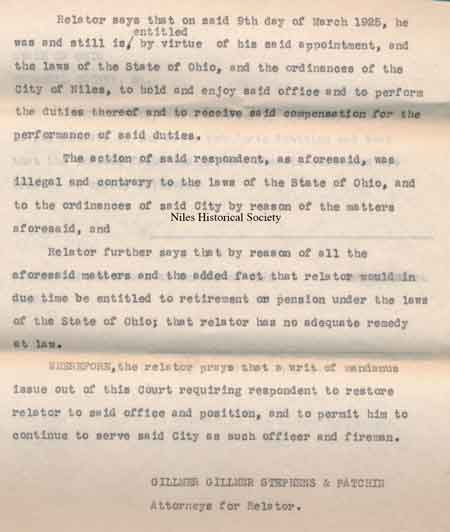 Relator says that on said 9th day of March 1925, he
entitled
was and still is, by virtue of his said appointment, and
the laws of the State of Ohio, and the ordinances of the
City of Niles, to hold and enjoy said office and to perform
the duties thereof and to receive said compensation for the
performance of said duties.
The action of said respondent, as aforesaid, was
illegal and contrary to the laws of the State of Ohio, and
to the ordinances of said City by reason of the matters
Niles Historical Society
aforesaid, and
Relator further says that by reason of all the
aforesaid matters and the added fact that relator would in
due time be entitled to retirement on pension under the laws
of the State of Ohio; that relator has no adequate remedy
at law.
WHEREFORE, the relator prays that a writ of mandamus
issue out of this Court requiring respondent to restore
relator to said office and position, and to permit him to
continue to serve said City as such officer and fireman.
GILLMER GILLMER STEPHENS & PATCHIN
Attorneys for Relator.